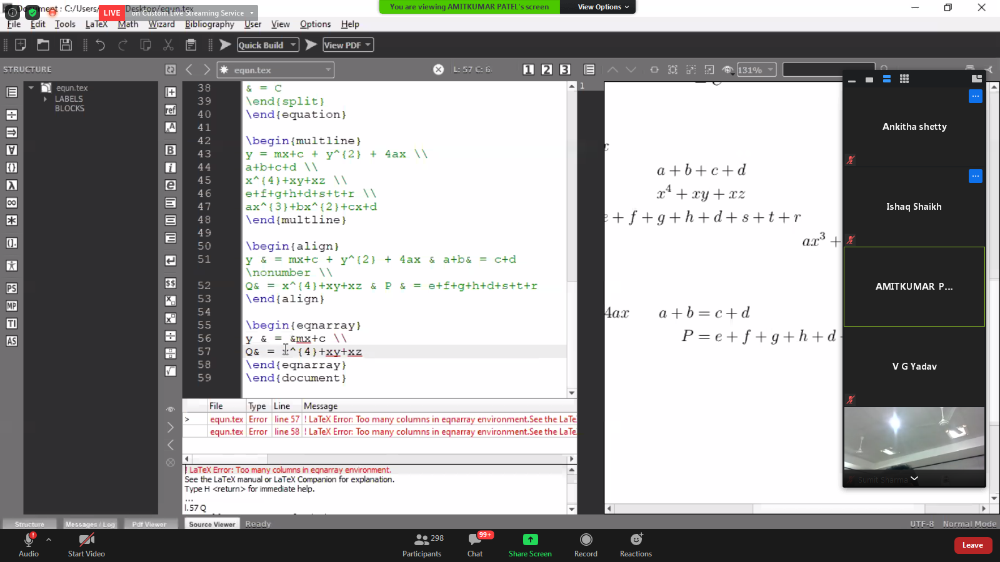 Document : C:/Users/ Desktop/equn.tex
LIVE on Custom Live Streaming Service
You are viewing AMITKUMAR PATEL's screen View Options
File Edit Tools LaTeX Math Wizard Bibliography User View Options Help
Quick Build View PDF
STRUCTURE equn.tex L: 57 C: 6 1 2 3 131%
equn.tex
LABELS
BLOCKS
ref
PS
MP
TI
AS
$$
38 & = C
39 \end{split}
40 \end{equation}
41
42 \begin{multline}
43 y = mx+c + y^{2} + 4ax \\
44 a+b+c+d \\
45 x^{4}+xy+xz \\
46 e+f+g+h+d+s+t+r \\
47 ax^{3}+bx^{2}+cx+d
48 \end{multline}
49
50 \begin{align}
51 y & = mx+c + y^{2} + 4ax & a+b& = c+d
\nonumber \\
52 Q& = x^{4}+xy+xz & P & = e+f+g+h+d+s+t+r
53 \end{align}
54
55 \begin{eqnarray}
56 y & = &mx+c \\
57 Q& = x^{4}+xy+xz
58 \end{eqnarray}
59 \end{document}
1
x
a + b + c + d
x⁴ + xy + xz
e + f + g + h + d + s + t + r
ax³ +
4ax a + b = c + d
P = e + f + g + h + d
File Type Line Message
> equn.tex Error line 57 ! LaTeX Error: Too many columns in eqnarray environment.See the LaTe
equn.tex Error line 58 ! LaTeX Error: Too many columns in eqnarray environment.See the LaTe
! LaTeX Error: Too many columns in eqnarray environment.
See the LaTeX manual or LaTeX Companion for explanation.
Type H <return> for immediate help.
...
l.57 Q
Structure Messages / Log Pdf Viewer Source Viewer Ready UTF-8 Normal Mode
Ankitha shetty
Ishaq Shaikh
AMITKUMAR P...
V G Yadav
Sumit Sharma
Audio Start Video Participants 298 Chat 99+ Share Screen Record Reactions Leave